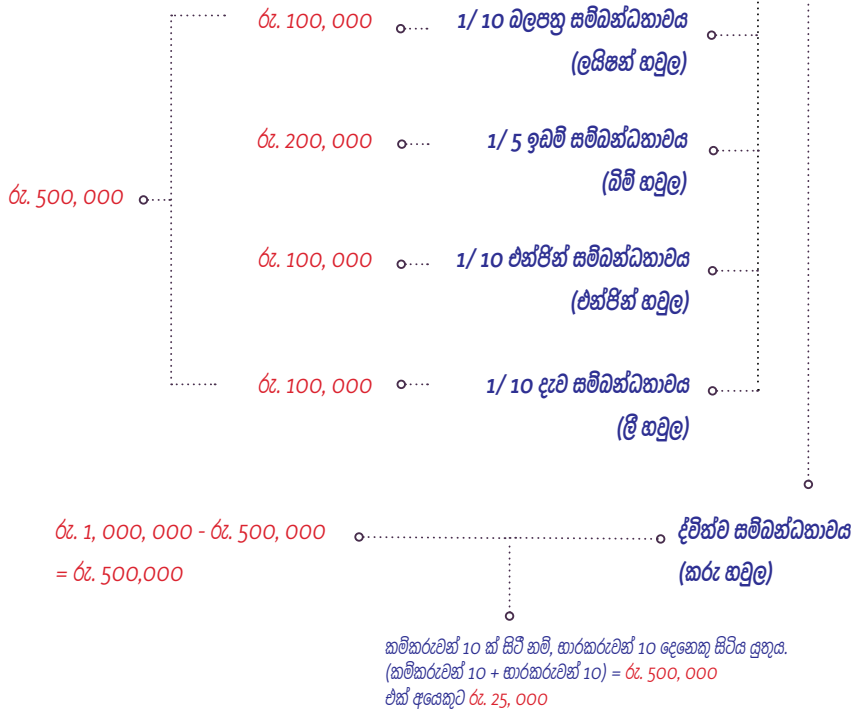 රු. 100, 000 1/ 10 බලපත්‍ර සම්බන්ධතාවය
(ලයිෂන් හවුල)
රු. 200, 000 1/ 5 ඉඩම් සම්බන්ධතාවය
(බිම් හවුල)
රු. 500, 000
රු. 100, 000 1/ 10 එන්ජින් සම්බන්ධතාවය
(එන්ජින් හවුල)
රු. 100, 000 1/ 10 දැව සම්බන්ධතාවය
(ලී හවුල)
රු. 1, 000, 000 - රු. 500, 000 ද්විත්ව සම්බන්ධතාවය
= රු. 500,000 (කරු හවුල)
කම්කරුවන් 10 ක් සිටී නම්, භාරකරුවන් 10 දෙනෙකු සිටිය යුතුය.
(කම්කරුවන් 10 + භාරකරුවන් 10) = රු. 500, 000
එක් අයෙකුට රු. 25, 000